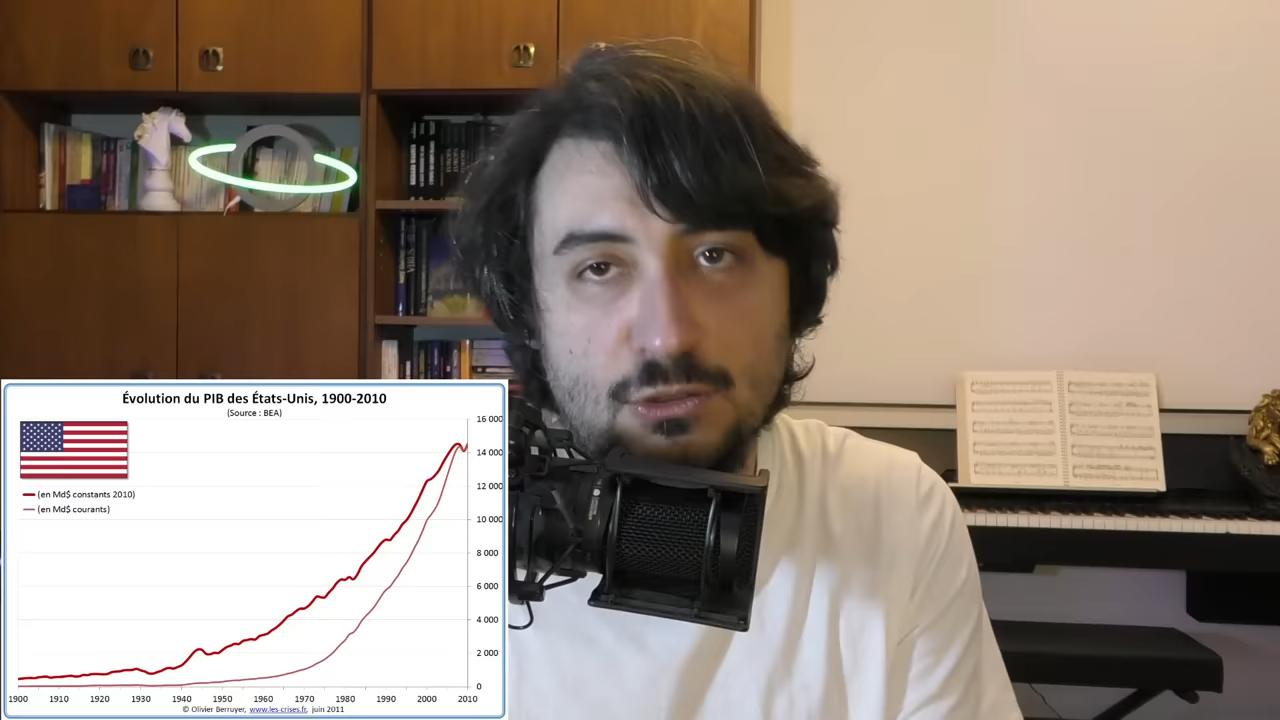 Évolution du PIB des États-Unis, 1900-2010
(Source : BEA)
16 000
(en Md$ constants 2010)
(en Md$ courants)
14 000
12 000
10 000
8 000
6 000
4 000
2 000
0
1900 1910 1920 1930 1940 1950 1960 1970 1980 1990 2000 2010
© Olivier Berruyer, www.les-crises.fr, juin 2011